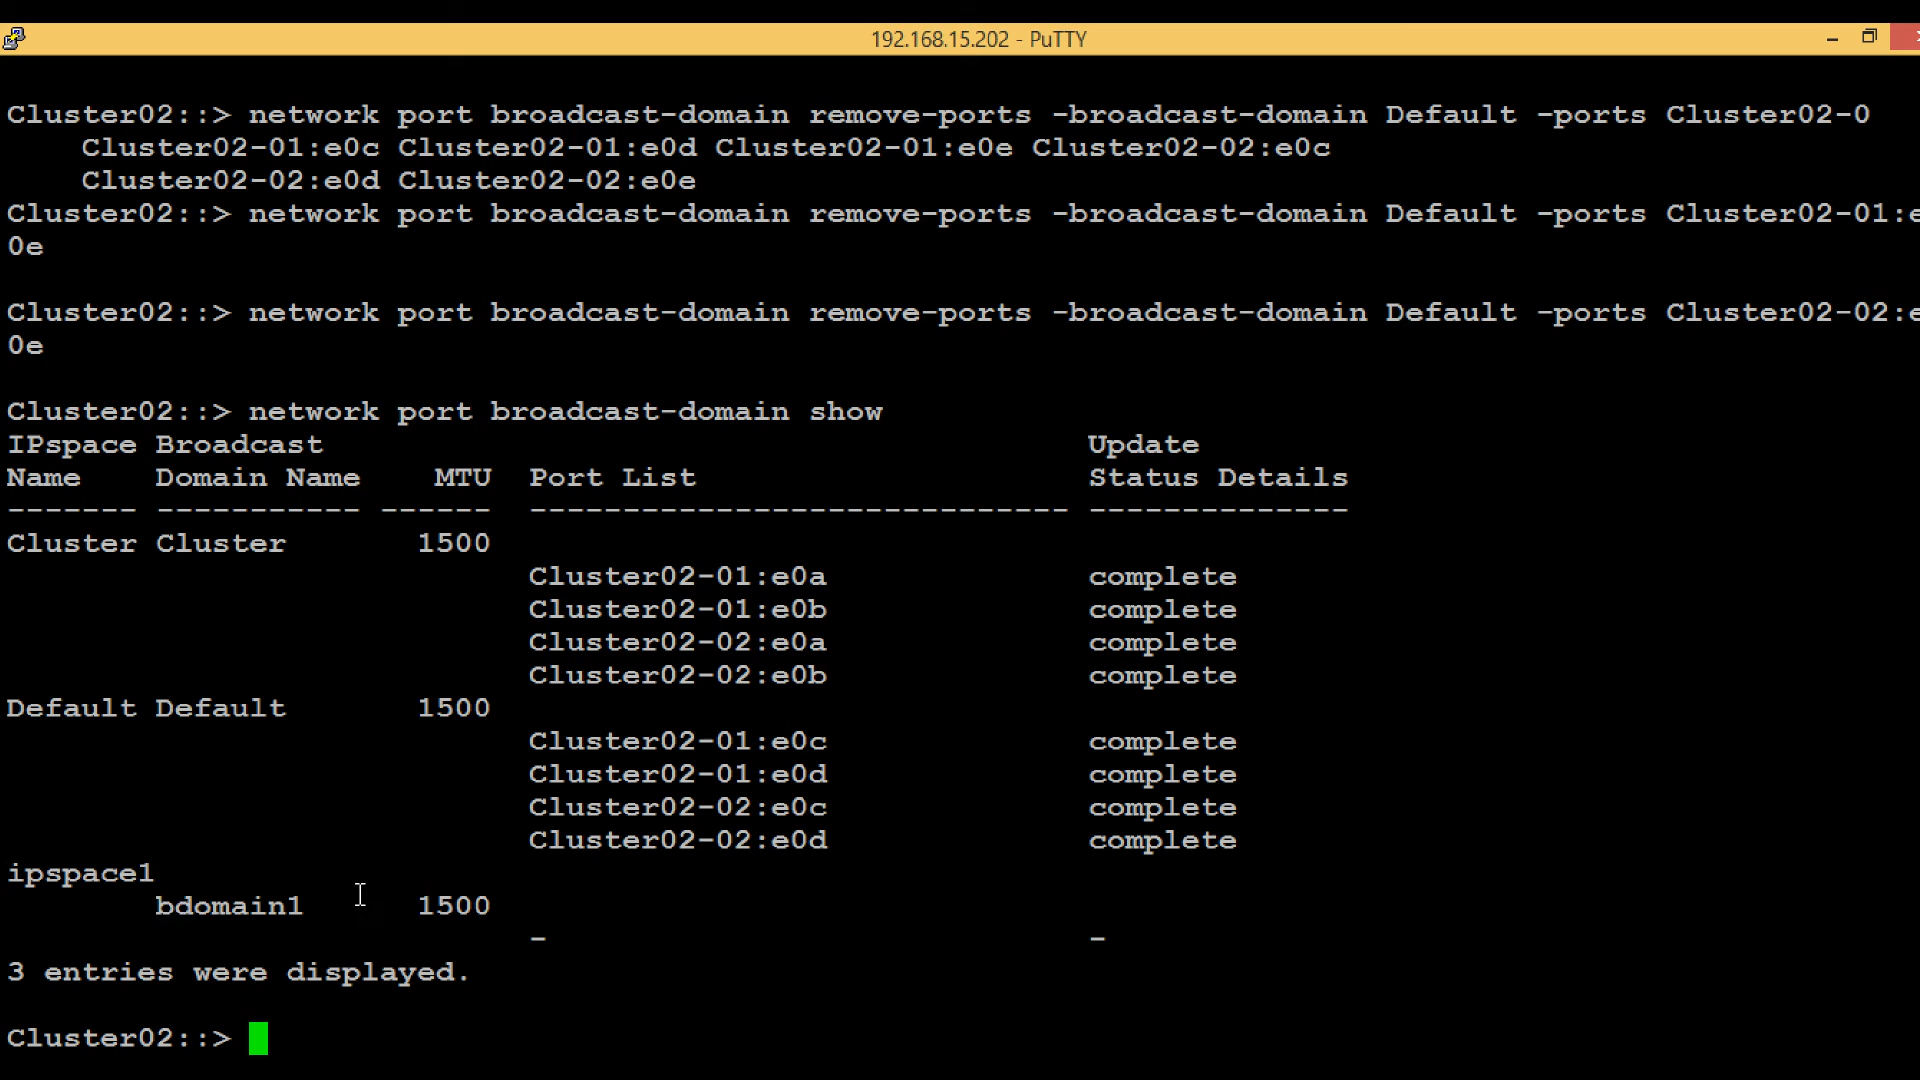 192.168.15.202 - PuTTY
Cluster02::> network port broadcast-domain remove-ports -broadcast-domain Default -ports Cluster02-0
Cluster02-01:e0c Cluster02-01:e0d Cluster02-01:e0e Cluster02-02:e0c
Cluster02-02:e0d Cluster02-02:e0e
Cluster02::> network port broadcast-domain remove-ports -broadcast-domain Default -ports Cluster02-01:e
0e
Cluster02::> network port broadcast-domain remove-ports -broadcast-domain Default -ports Cluster02-02:e
0e
Cluster02::> network port broadcast-domain show
IPspace Broadcast                                         Update
Name    Domain Name    MTU  Port List                     Status Details
------- ----------- ------  ----------------------------- --------------
Cluster Cluster       1500
Cluster02-01:e0a              complete
Cluster02-01:e0b              complete
Cluster02-02:e0a              complete
Cluster02-02:e0b              complete
Default Default       1500
Cluster02-01:e0c              complete
Cluster02-01:e0d              complete
Cluster02-02:e0c              complete
Cluster02-02:e0d              complete
ipspace1
bdomain1      1500
-                             -
3 entries were displayed.
Cluster02::>